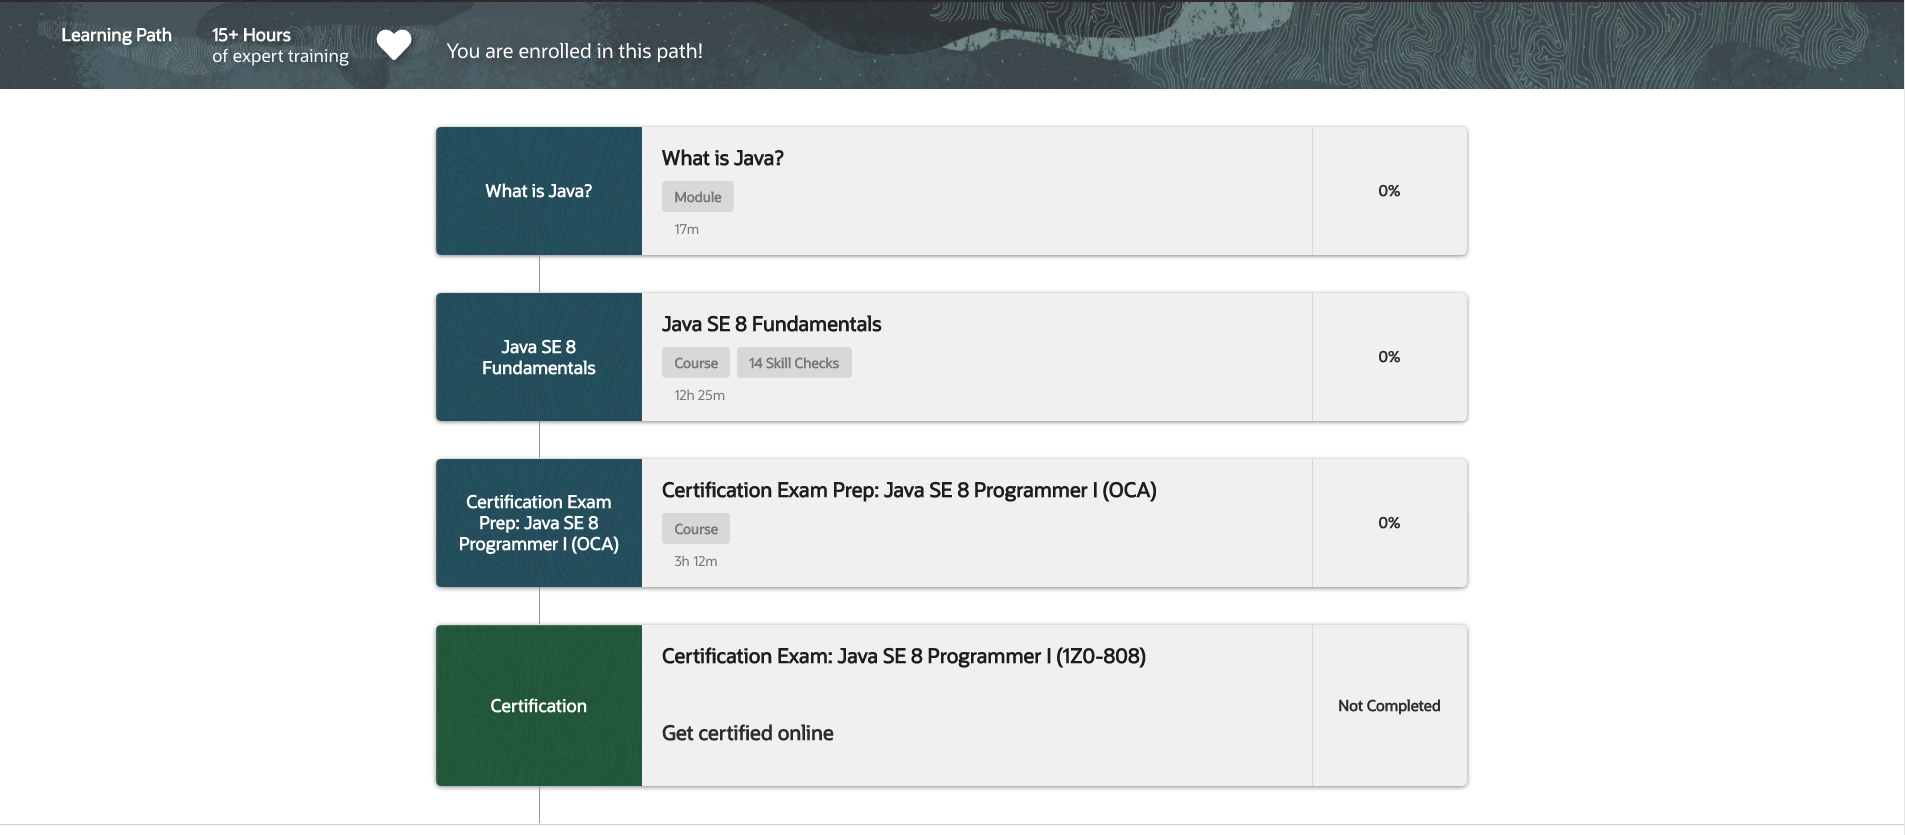 Learning Path
15+ Hours
of expert training
You are enrolled in this path!
What is Java?
What is Java?
Module
17m
0%
Java SE 8
Fundamentals
Java SE 8 Fundamentals
Course 14 Skill Checks
12h 25m
0%
Certification Exam
Prep: Java SE 8
Programmer I (OCA)
Certification Exam Prep: Java SE 8 Programmer I (OCA)
Course
3h 12m
0%
Certification
Certification Exam: Java SE 8 Programmer I (1Z0-808)
Get certified online
Not Completed